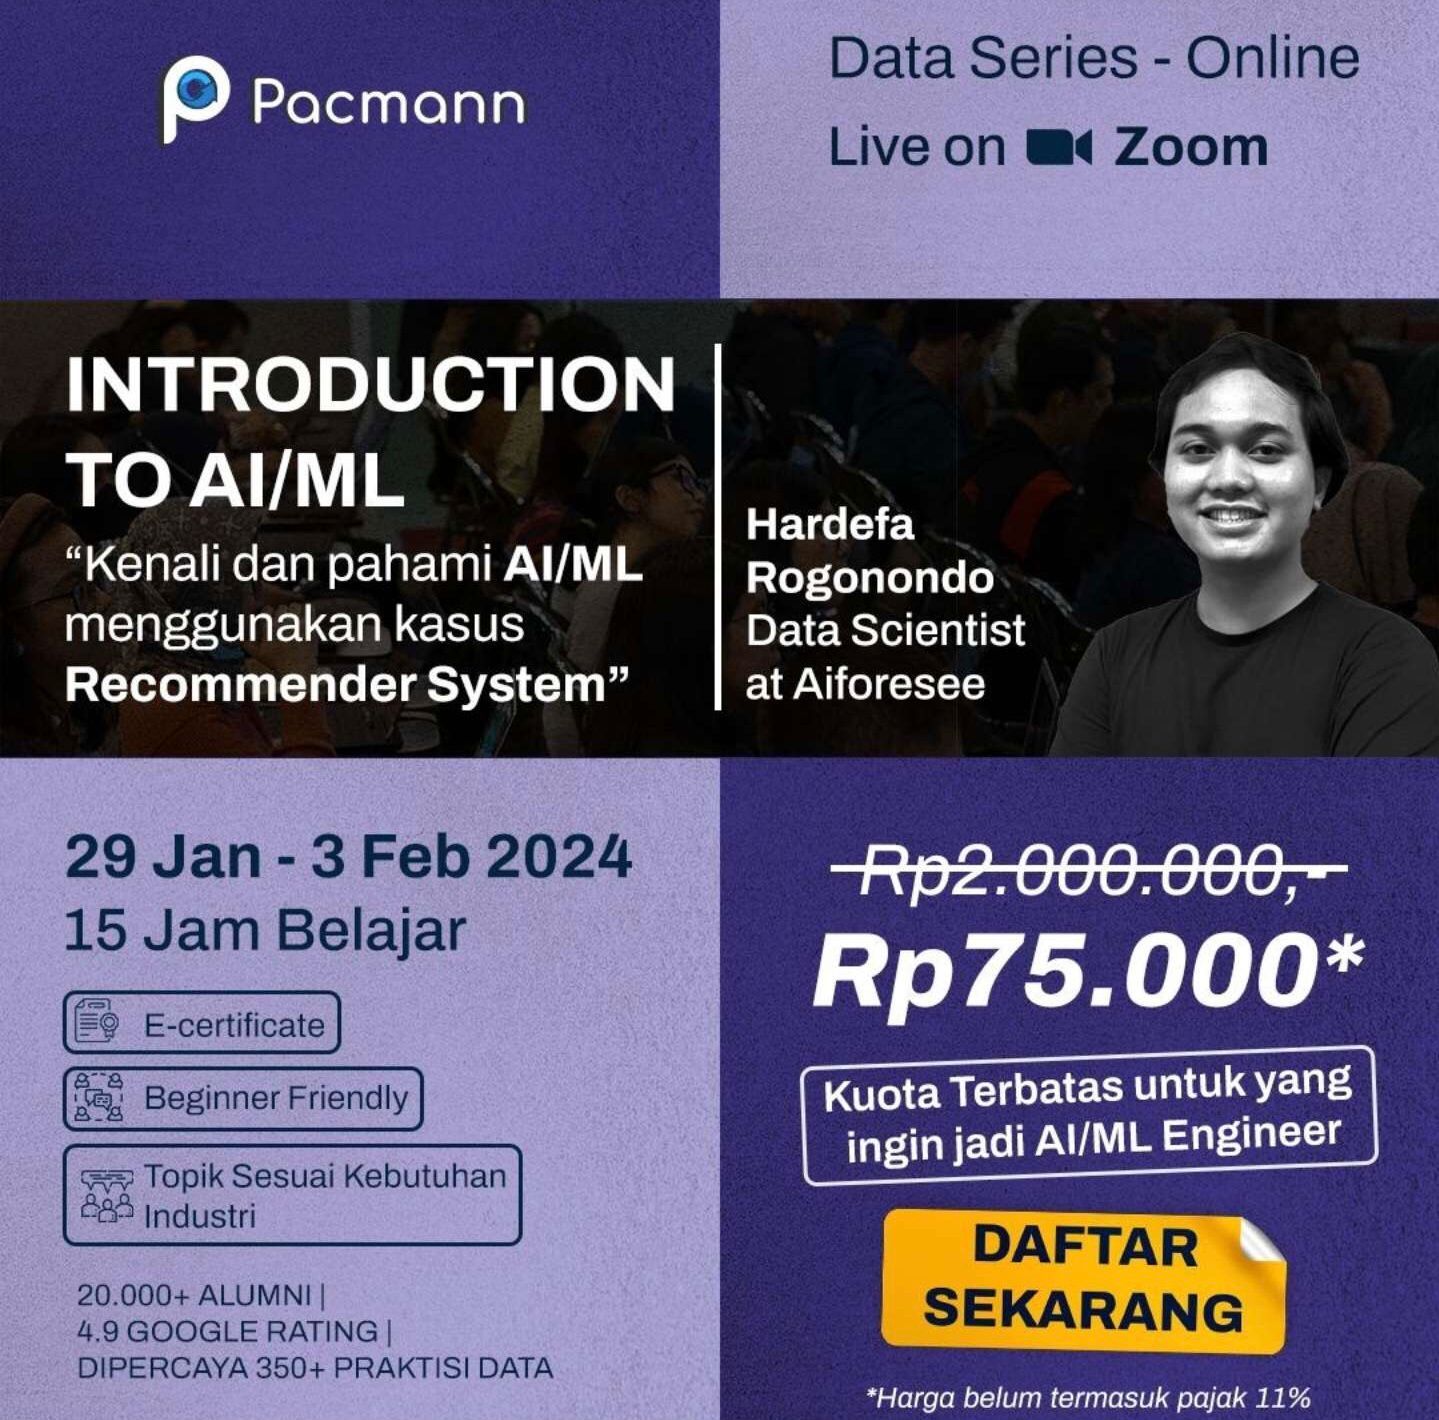 Pacmann
Data Series - Online
Live on Zoom
INTRODUCTION
TO AI/ML
“Kenali dan pahami AI/ML
menggunakan kasus
Recommender System”
Hardefa
Rogonondo
Data Scientist
at Aiforesee
29 Jan - 3 Feb 2024
15 Jam Belajar
E-certificate
Beginner Friendly
Topik Sesuai Kebutuhan
Industri
20.000+ ALUMNI |
4.9 GOOGLE RATING |
DIPERCAYA 350+ PRAKTISI DATA
Rp2.000.000,-
Rp75.000*
Kuota Terbatas untuk yang
ingin jadi AI/ML Engineer
DAFTAR
SEKARANG
*Harga belum termasuk pajak 11%